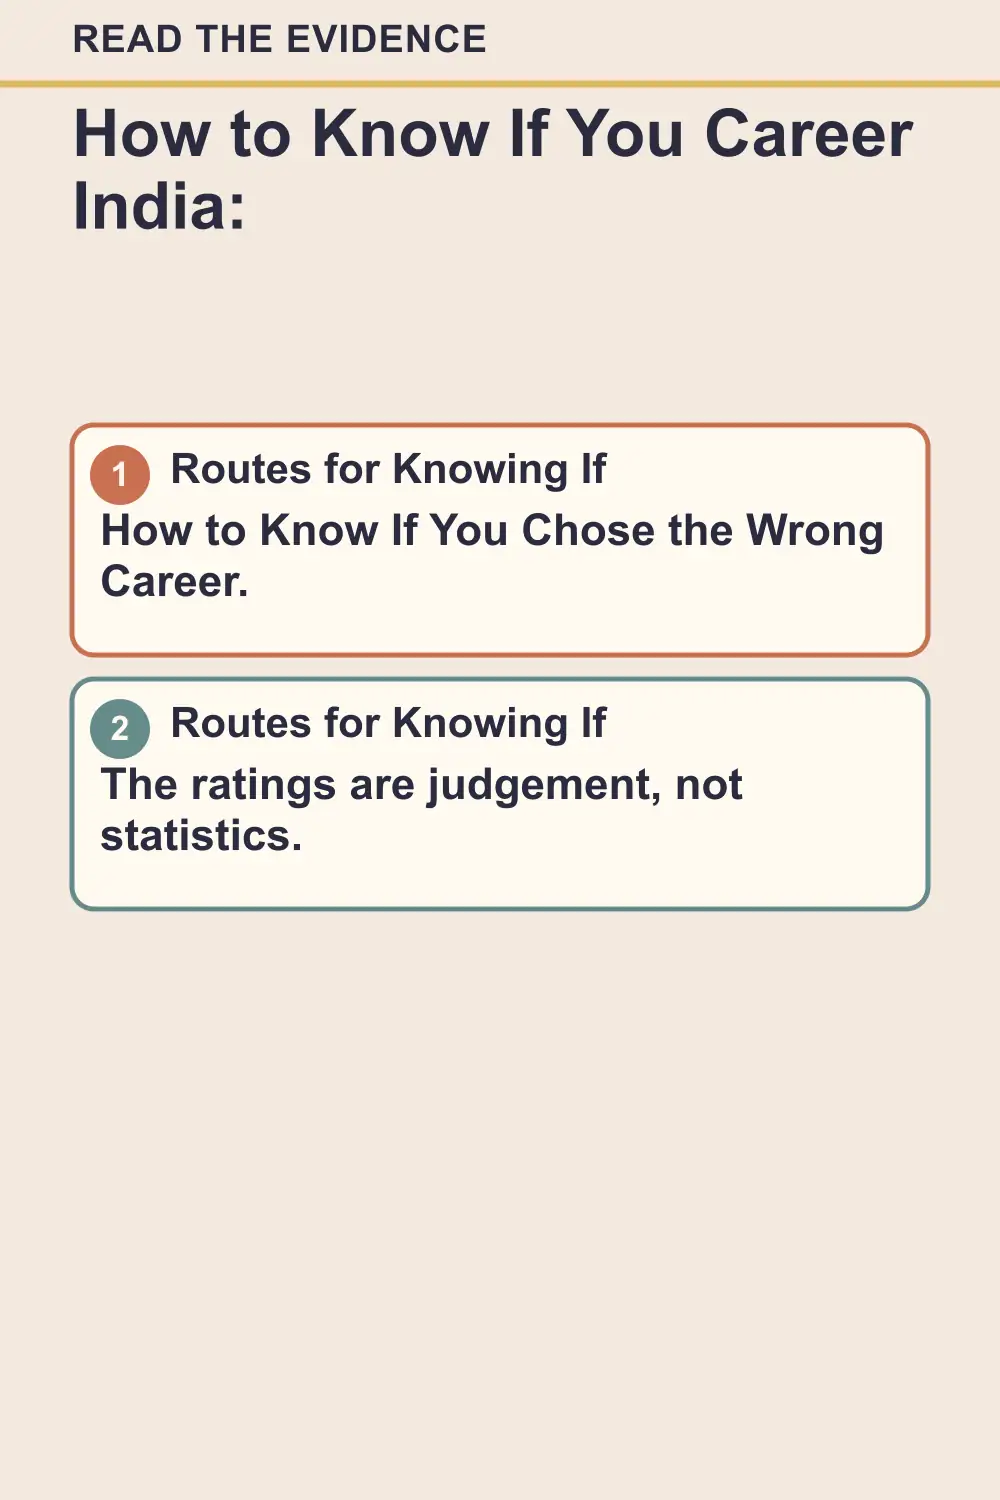 READ THE EVIDENCE
How to Know If You Career
India:
1 Routes for Knowing If
How to Know If You Chose the Wrong
Career.
2 Routes for Knowing If
The ratings are judgement, not
statistics.